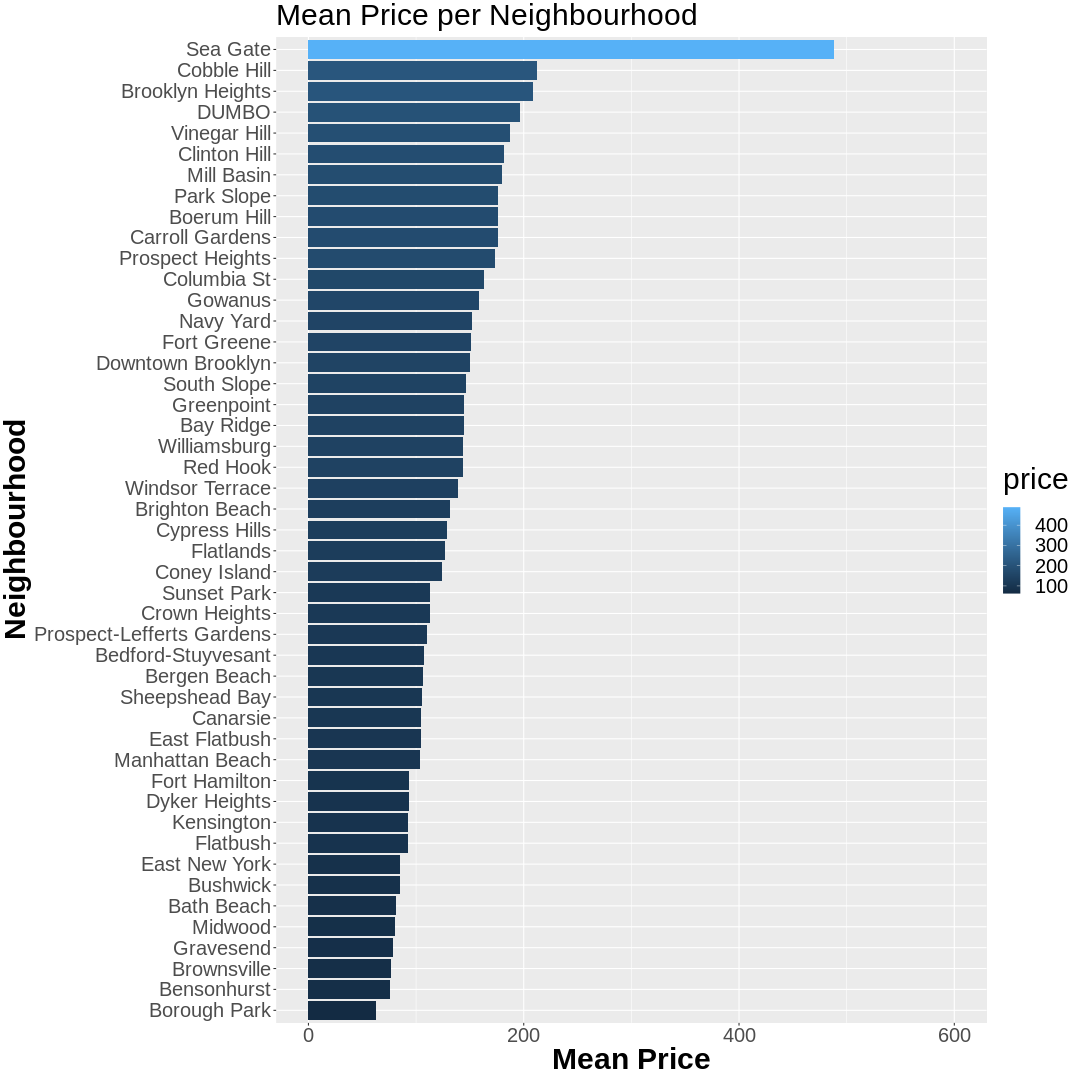 Mean Price per Neighbourhood
Sea Gate
Cobble Hill
Brooklyn Heights
DUMBO
Vinegar Hill
Clinton Hill
Mill Basin
Park Slope
Boerum Hill
Carroll Gardens
Prospect Heights
Columbia St
Gowanus
Navy Yard
Fort Greene
Downtown Brooklyn
South Slope
Greenpoint
Bay Ridge
Williamsburg
Red Hook
Windsor Terrace
Brighton Beach
Cypress Hills
Flatlands
Coney Island
Sunset Park
Crown Heights
Prospect-Lefferts Gardens
Bedford-Stuyvesant
Bergen Beach
Sheepshead Bay
Canarsie
East Flatbush
Manhattan Beach
Fort Hamilton
Dyker Heights
Kensington
Flatbush
East New York
Bushwick
Bath Beach
Midwood
Gravesend
Brownsville
Bensonhurst
Borough Park
Neighbourhood
0 200 400 600
Mean Price
price
400
300
200
100